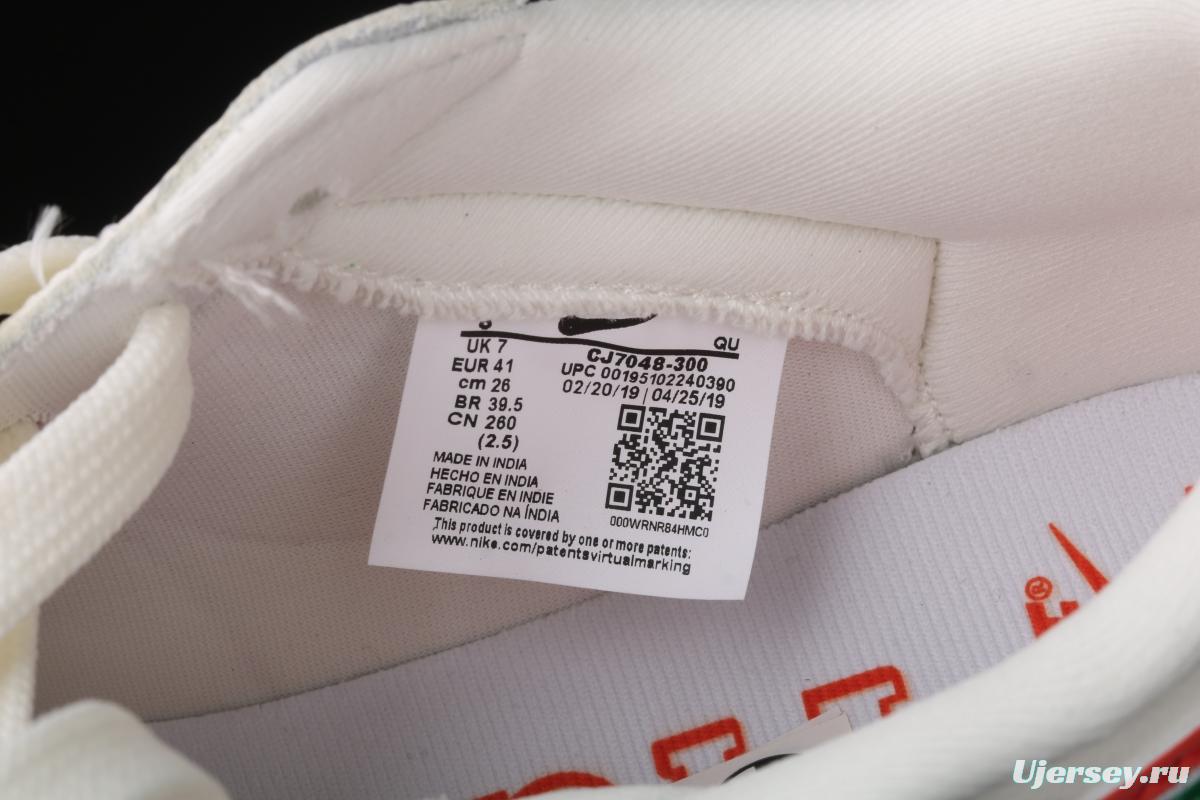 QU
UK 7
EUR 41
cm 26
BR 39.5
CN 260
(2.5)
CJ7048-300
UPC 00195102240390
02/20/19 | 04/25/19
000WRNR84HMC0
MADE IN INDIA
HECHO EN INDIA
FABRIQUE EN INDIE
FABRICADO NA ÍNDIA
This product is covered by one or more patents:
www.nike.com/patentsvirtualmarking
®
Ujersey.ru